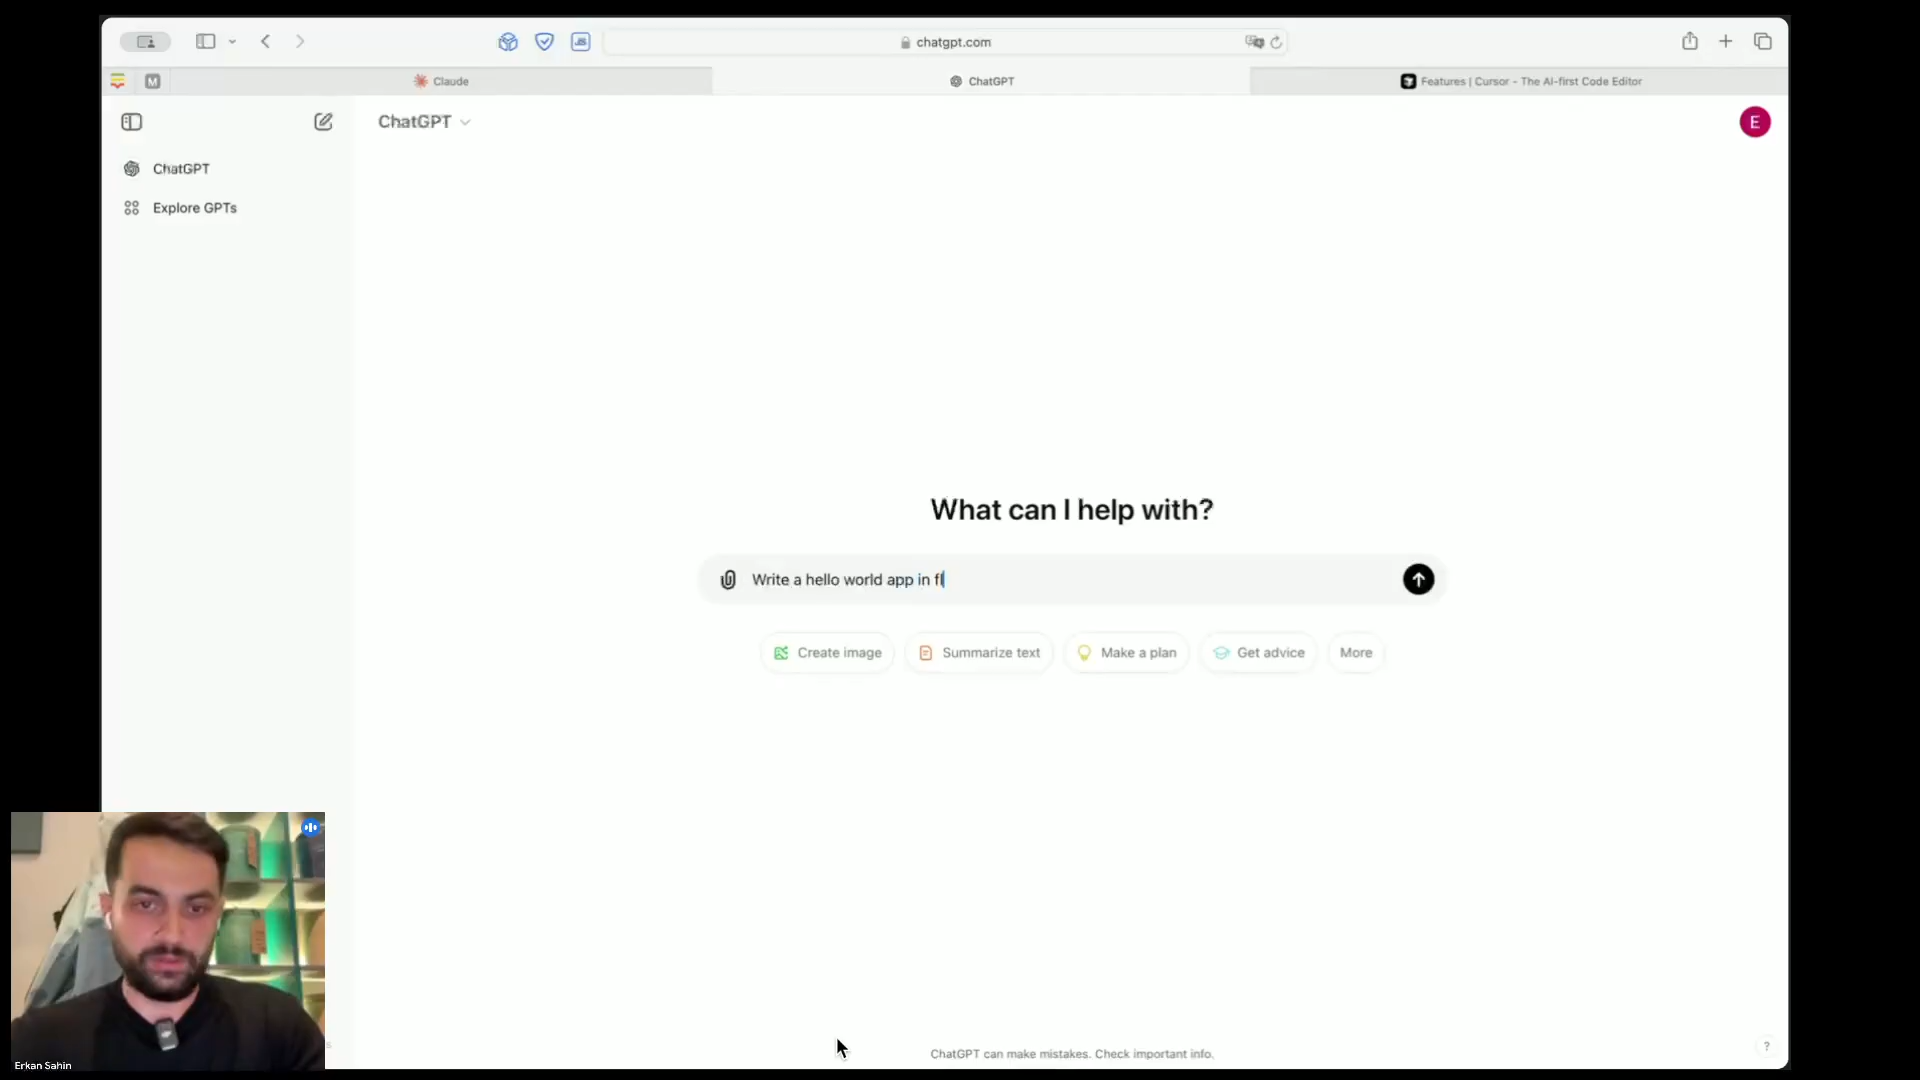 chatgpt.com
M
Claude
ChatGPT
Features | Cursor - The AI-first Code Editor
ChatGPT
E
ChatGPT
Explore GPTs
What can I help with?
Write a hello world app in fl
Create image
Summarize text
Make a plan
Get advice
More
ChatGPT can make mistakes. Check important info.
?
Erkan Sahin